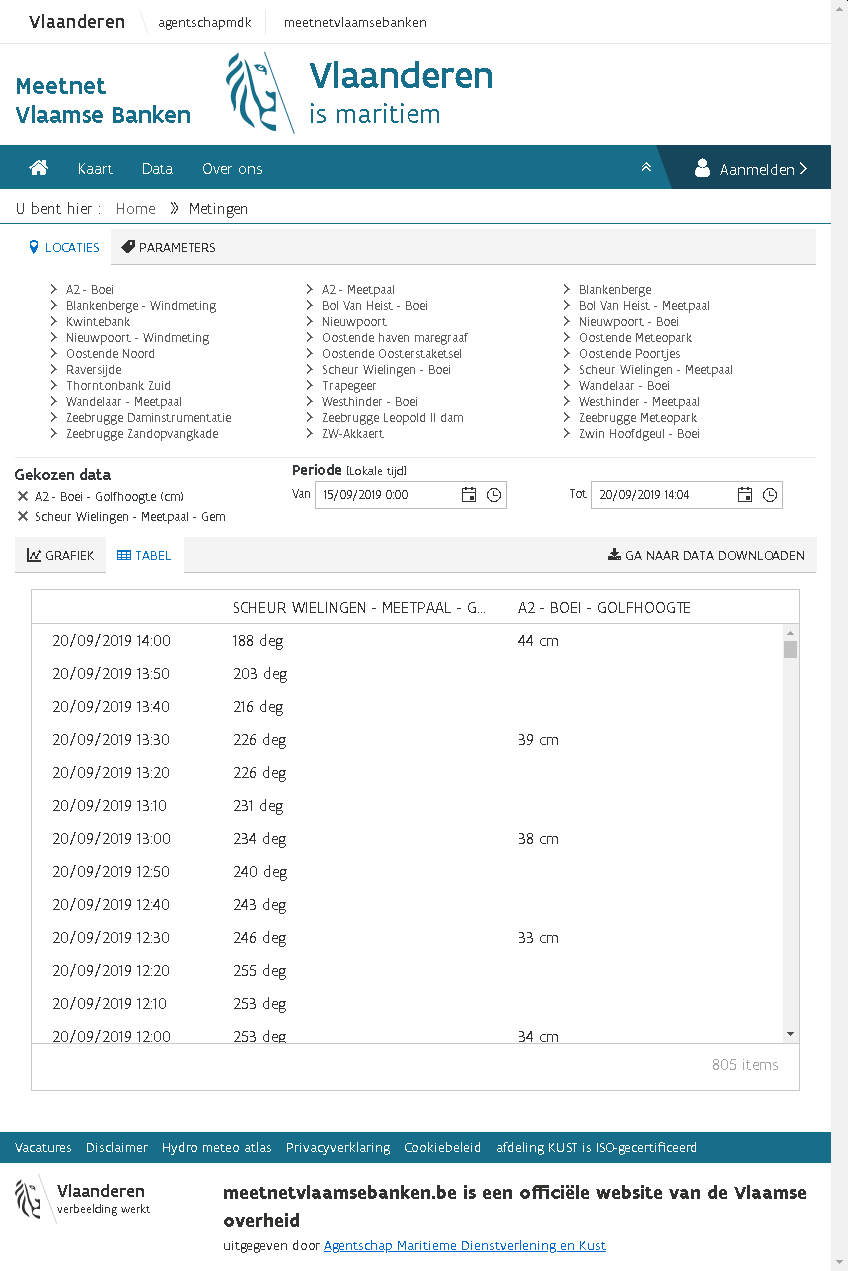 Vlaanderen agentschapmdk meetnetvlaamsebanken
Meetnet
Vlaamse Banken
Vlaanderen
is maritiem
Kaart Data Over ons Aanmelden
U bent hier : Home Metingen
LOCATIES PARAMETERS
A2 - Boei A2 - Meetpaal Blankenberge
Blankenberge - Windmeting Bol Van Heist - Boei Bol Van Heist - Meetpaal
Kwintebank Nieuwpoort Nieuwpoort - Boei
Nieuwpoort - Windmeting Oostende haven maregraaf Oostende Meteopark
Oostende Noord Oostende Oosterstaketsel Oostende Poortjes
Raversijde Scheur Wielingen - Boei Scheur Wielingen - Meetpaal
Thorntonbank Zuid Trapegeer Wandelaar - Boei
Wandelaar - Meetpaal Westhinder - Boei Westhinder - Meetpaal
Zeebrugge Daminstrumentatie Zeebrugge Leopold II dam Zeebrugge Meteopark
Zeebrugge Zandopvangkade ZW-Akkaert Zwin Hoofdgeul - Boei
Gekozen data
A2 - Boei - Golfhoogte (cm)
Scheur Wielingen - Meetpaal - Gem
Periode [Lokale tijd]
Van 15/09/2019 0:00 Tot 20/09/2019 14:04
GRAFIEK TABEL GA NAAR DATA DOWNLOADEN
SCHEUR WIELINGEN - MEETPAAL - G... A2 - BOEI - GOLFHOOGTE
20/09/2019 14:00 188 deg 44 cm
20/09/2019 13:50 203 deg
20/09/2019 13:40 216 deg
20/09/2019 13:30 226 deg 39 cm
20/09/2019 13:20 226 deg
20/09/2019 13:10 231 deg
20/09/2019 13:00 234 deg 38 cm
20/09/2019 12:50 240 deg
20/09/2019 12:40 243 deg
20/09/2019 12:30 246 deg 33 cm
20/09/2019 12:20 255 deg
20/09/2019 12:10 253 deg
20/09/2019 12:00 253 deg 34 cm
805 items
Vacatures Disclaimer Hydro meteo atlas Privacyverklaring Cookiebeleid afdeling KUST is ISO-gecertificeerd
Vlaanderen
verbeelding werkt
meetnetvlaamsebanken.be is een officiële website van de Vlaamse
overheid
uitgegeven door Agentschap Maritieme Dienstverlening en Kust